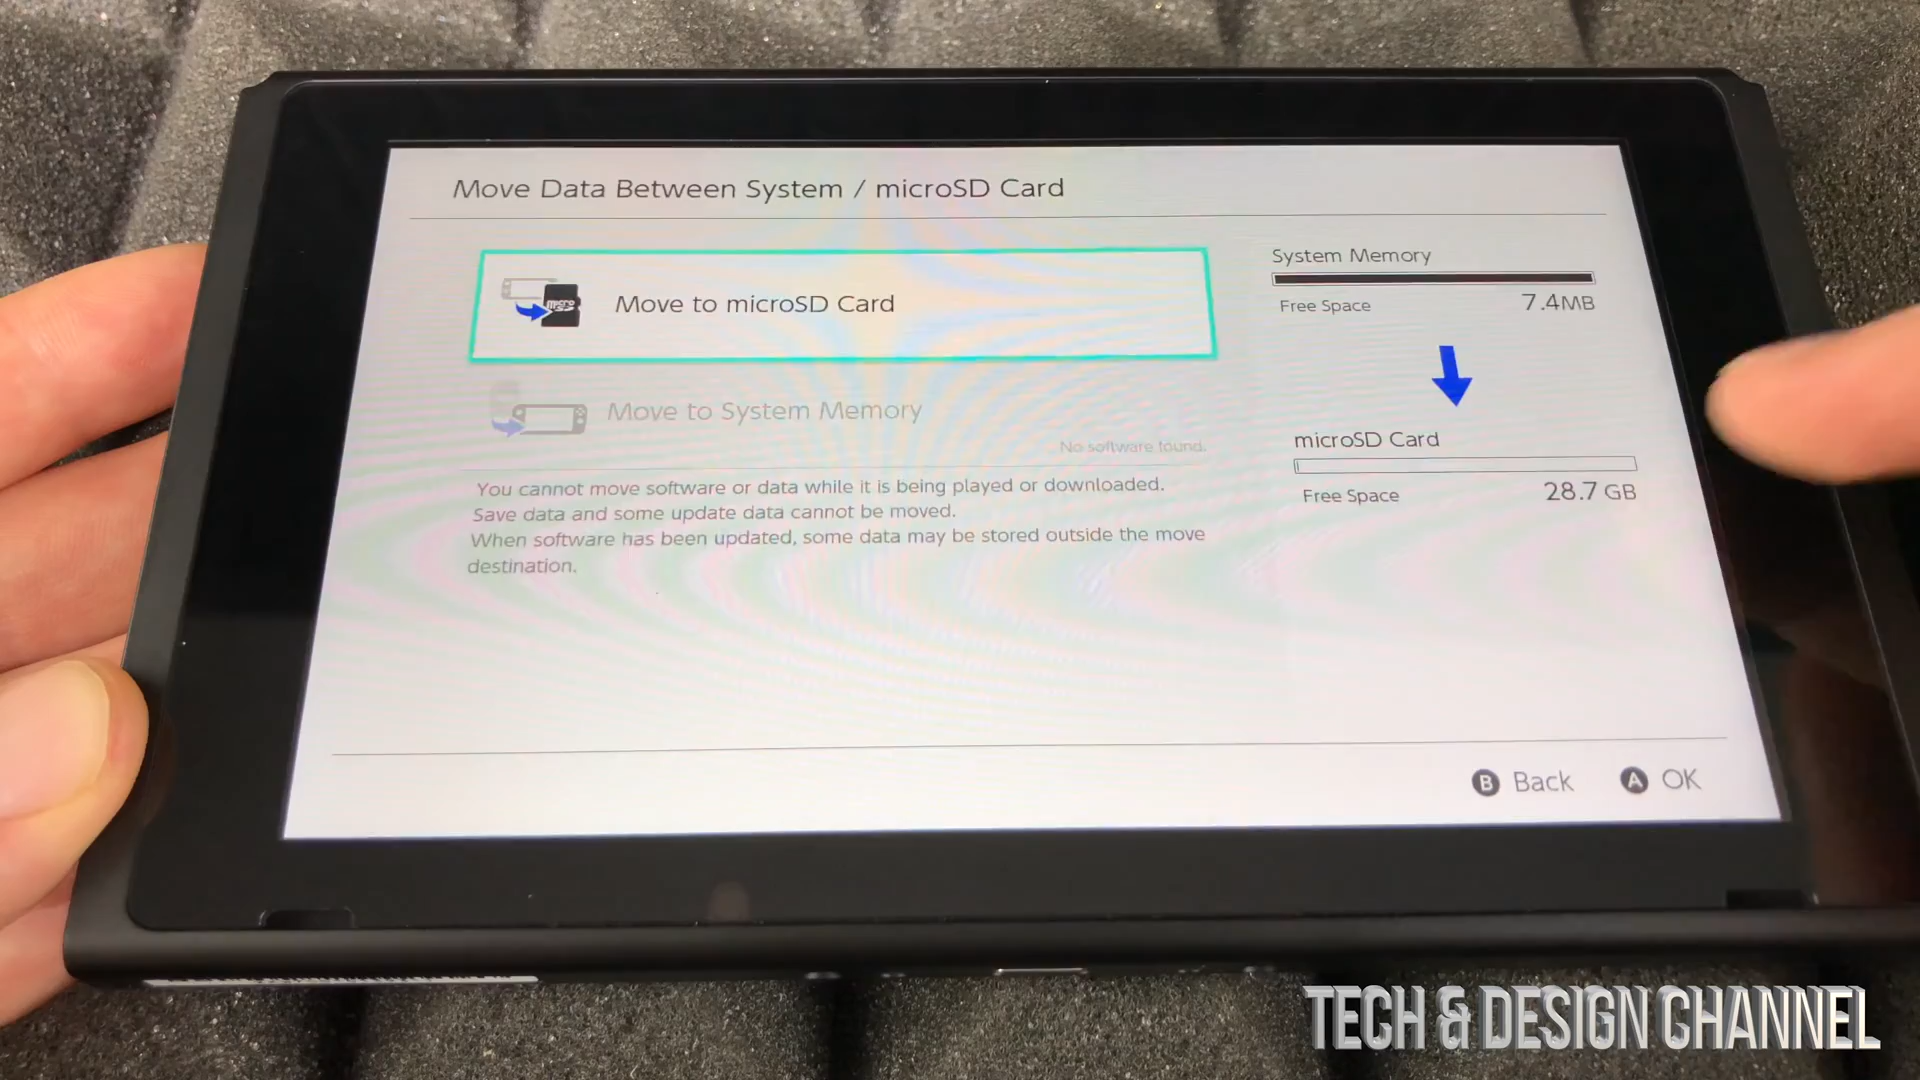 Move Data Between System / microSD Card
micro
Move to microSD Card
Move to System Memory
No software found.
You cannot move software or data while it is being played or downloaded.
Save data and some update data cannot be moved.
When software has been updated, some data may be stored outside the move
destination.
System Memory
Free Space 7.4MB
microSD Card
Free Space 28.7 GB
B Back A OK
TECH & DESIGN CHANNEL